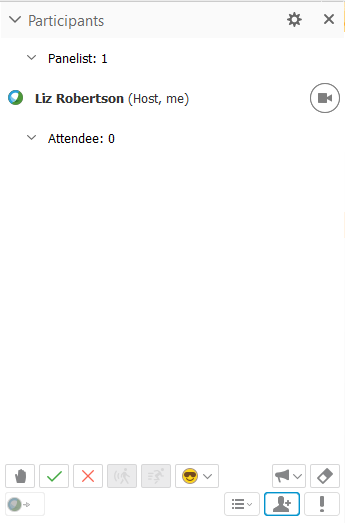 Participants
Panelist: 1
Liz Robertson (Host, me)
Attendee: 0